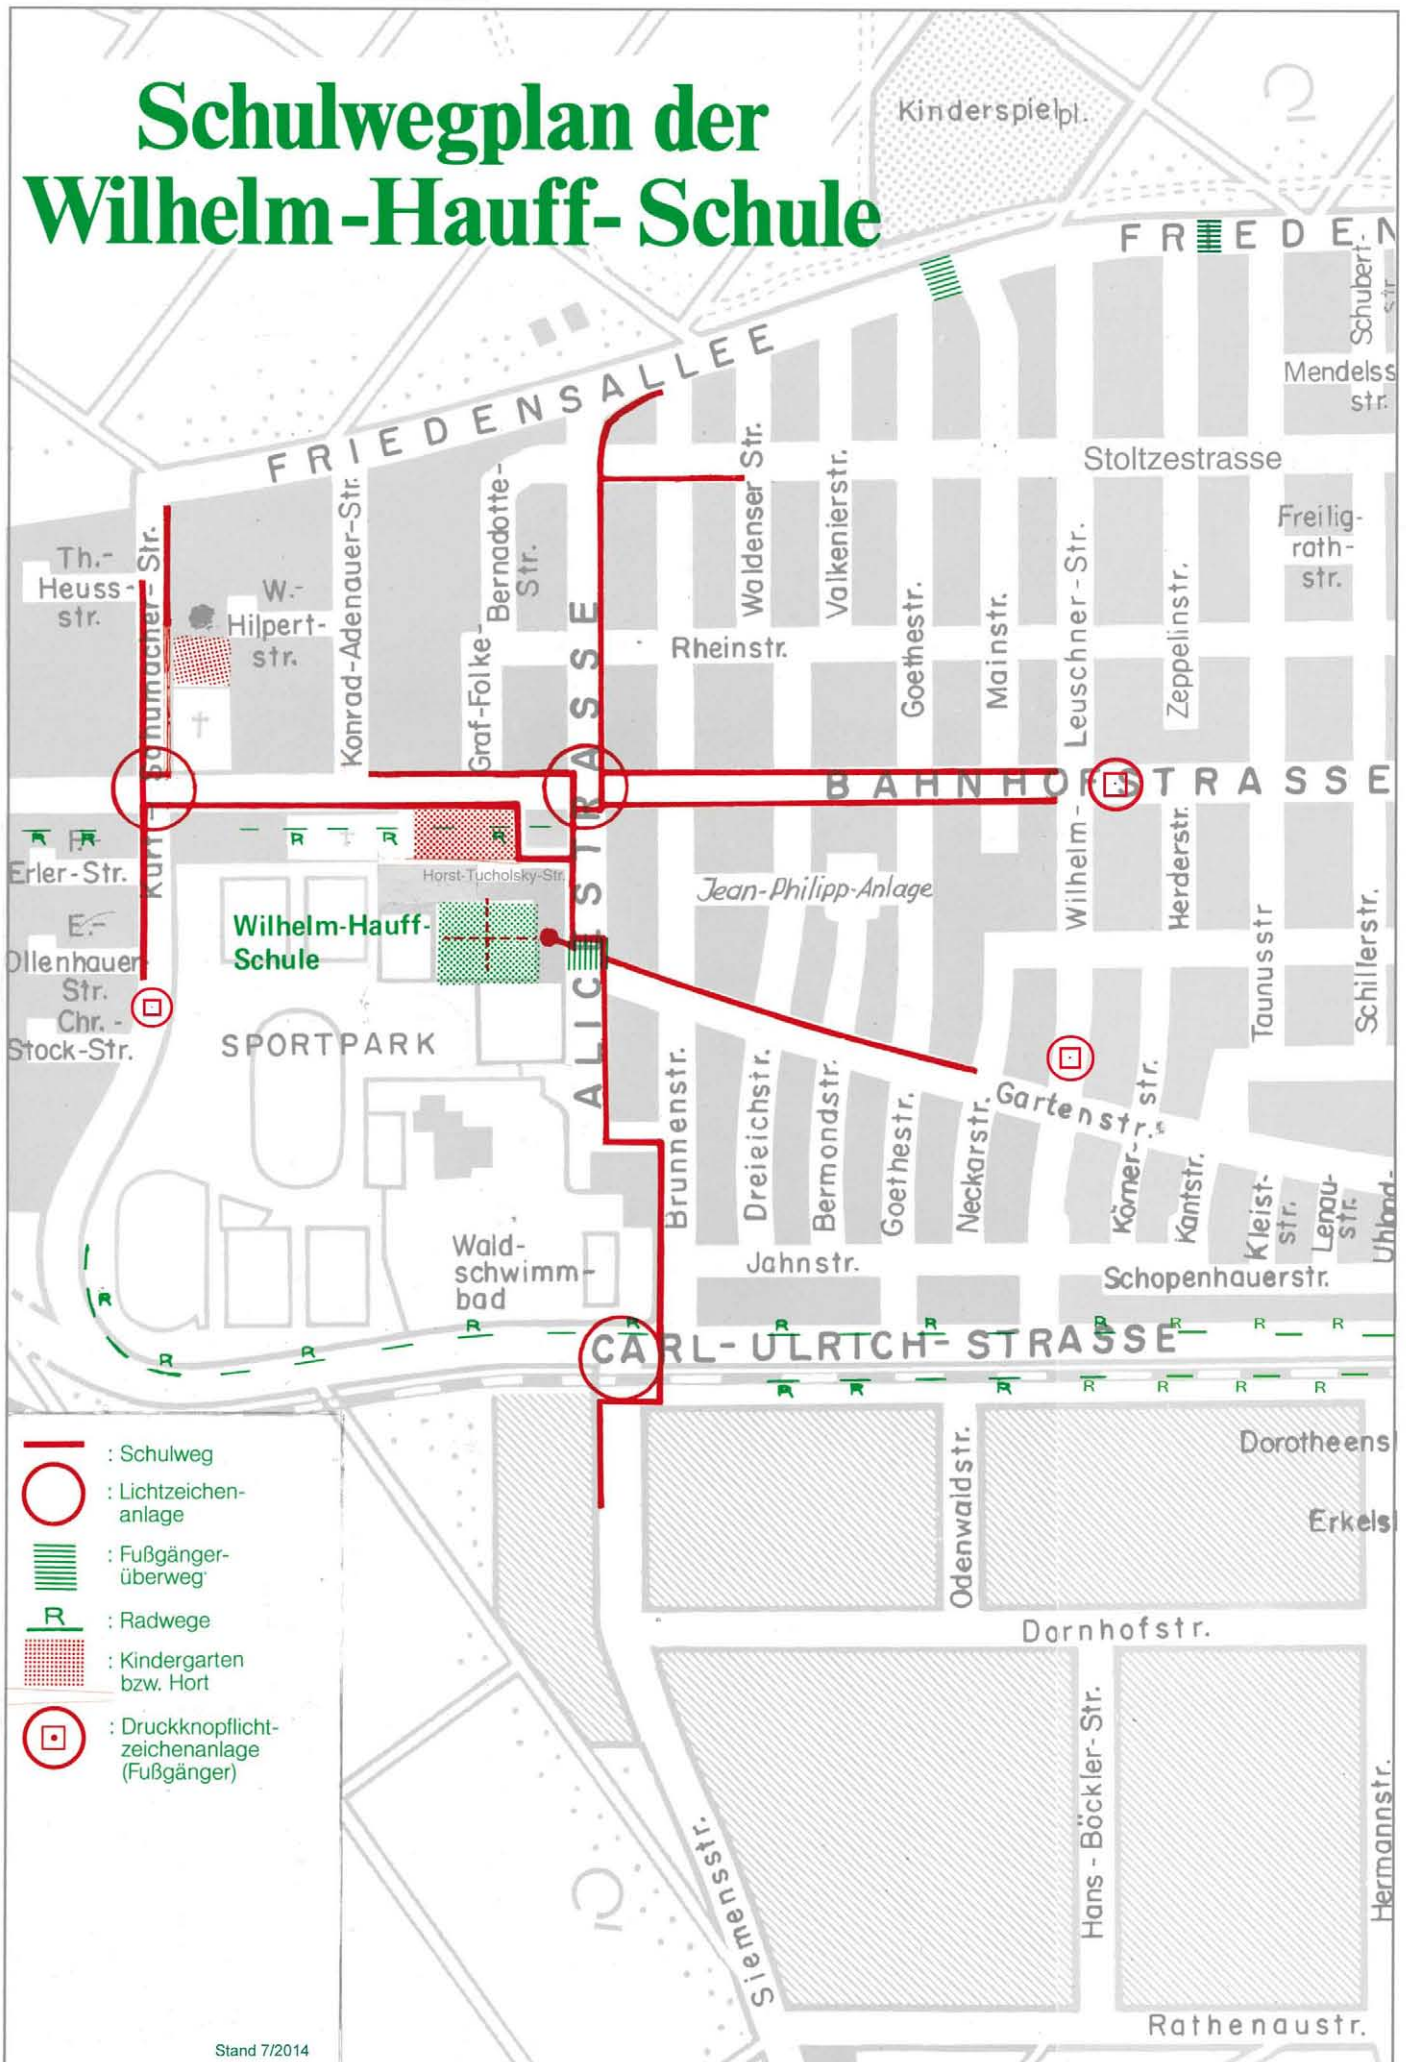 Schulwegplan der
Wilhelm-Hauff-Schule
Kinderspielpl.
FRIEDEN
Schubert-
str.
Mendelss
str.
FRIEDENSALLEE
Stoltzestrasse
Freilig-
rath-
str.
Th.-
Heuss-
str.
Kurt-Schumacher-Str.
W.-
Hilpert-
str.
Konrad-Adenauer-Str.
Graf-Folke-
Bernadotte-
Str.
ALICESTRASSE
Waldenser Str.
Valkenierstr.
Rheinstr.
Goethestr.
Mainstr.
Wilhelm-Leuschner-Str.
Zeppelinstr.
BAHNHOFSTRASSE
R R R R R
F.-
Erler-Str.
E.-
Ollenhauer-
Str.
Chr.-
Stock-Str.
Horst-Tucholsky-Str.
Wilhelm-Hauff-
Schule
SPORTPARK
Jean-Philipp-Anlage
Herderstr.
Taunusstr
Schillerstr.
Gartenstr.
Brunnenstr.
Dreieichstr.
Bermondstr.
Goethestr.
Neckarstr.
Körner-
str.
Kantstr.
Kleist-
str.
Lenau-
str.
Uhland-
Wald-
schwimm-
bad
Jahnstr.
Schopenhauerstr.
R R R R R R R R R R R
CARL-ULRICH-STRASSE
R R R R R R R
Dorotheens
Erkels
Odenwaldstr.
Dornhofstr.
Hans-Böckler-Str.
Hermannstr.
Siemensstr.
Rathenaustr.
: Schulweg
: Lichtzeichen-
anlage
: Fußgänger-
überweg
R
: Radwege
: Kindergarten
bzw. Hort
: Druckknopflicht-
zeichenanlage
(Fußgänger)
Stand 7/2014